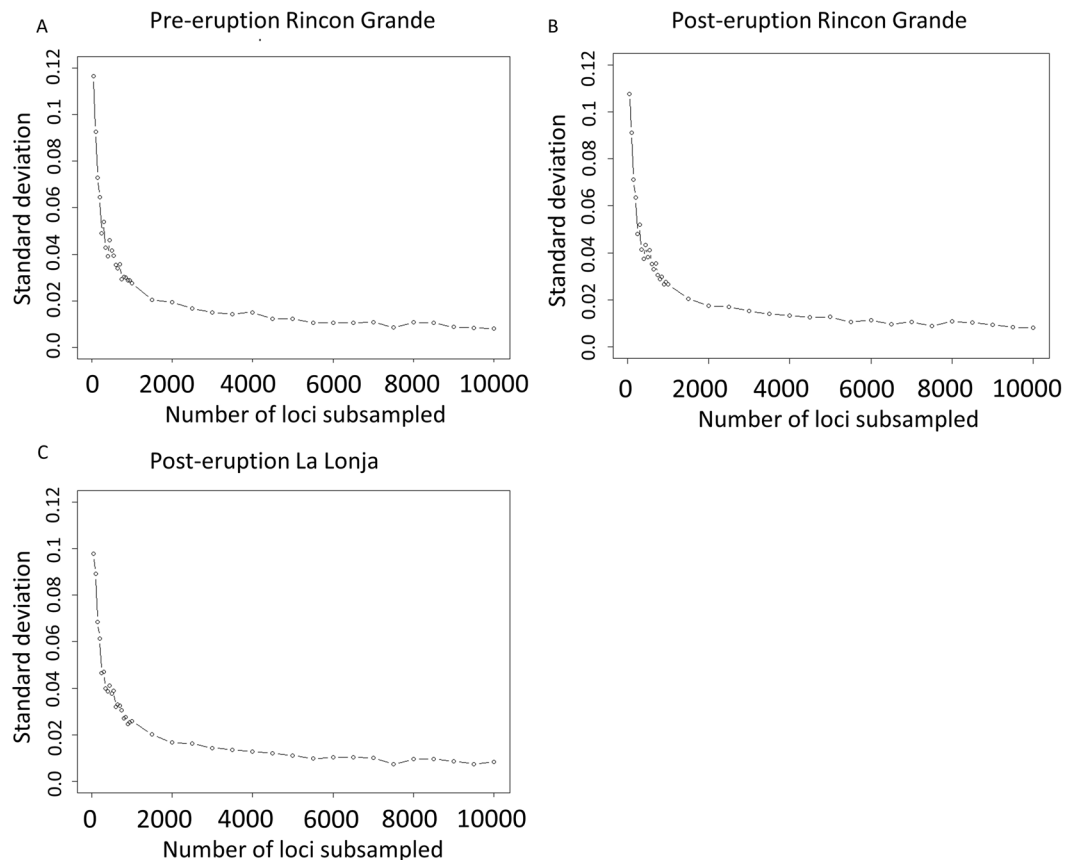 A
Pre-eruption Rincon Grande
Standard deviation
0.12
0.1
0.08
0.06
0.04
0.02
0.0
0 2000 4000 6000 8000 10000
Number of loci subsampled
B
Post-eruption Rincon Grande
Standard deviation
0.12
0.1
0.08
0.06
0.04
0.02
0.0
0 2000 4000 6000 8000 10000
Number of loci subsampled
C
Post-eruption La Lonja
Standard deviation
0.12
0.1
0.08
0.06
0.04
0.02
0.0
0 2000 4000 6000 8000 10000
Number of loci subsampled